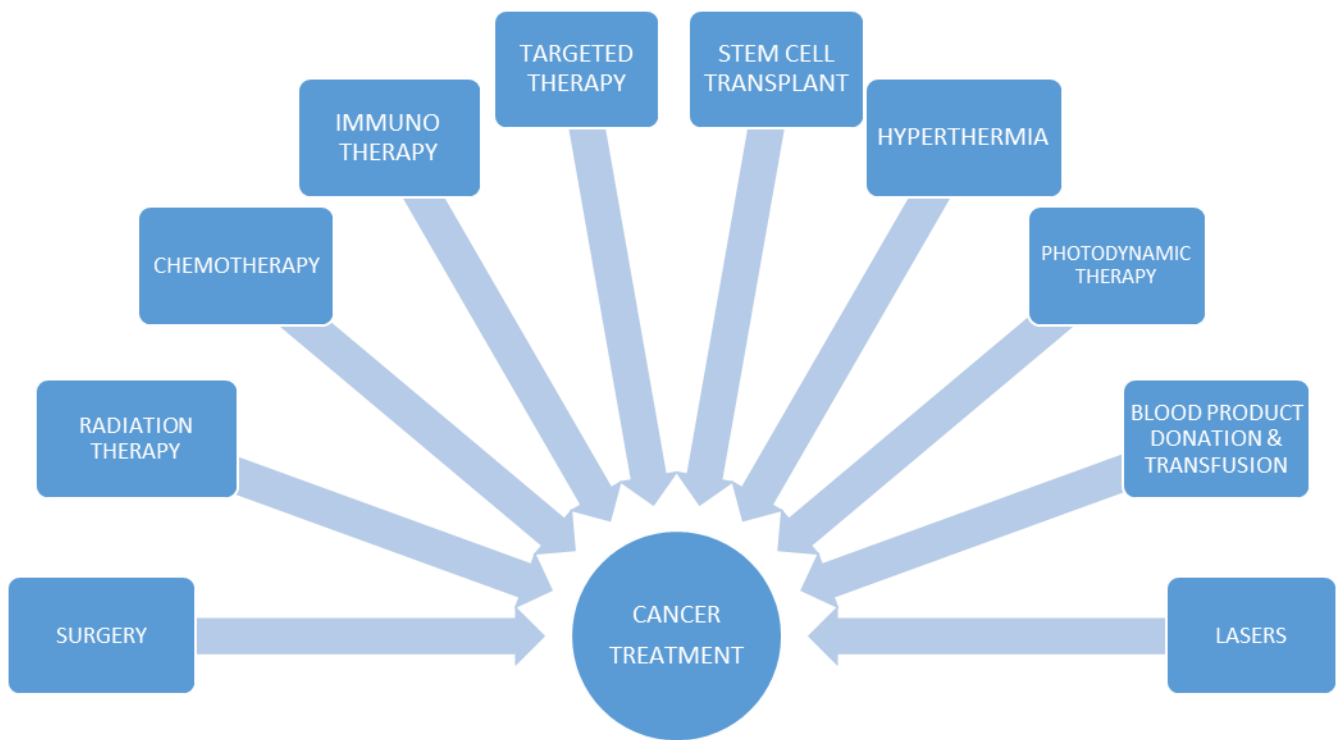 TARGETED
THERAPY
STEM CELL
TRANSPLANT
IMMUNO
THERAPY
HYPERTHERMIA
CHEMOTHERAPY
PHOTODYNAMIC
THERAPY
RADIATION
THERAPY
BLOOD PRODUCT
DONATION &
TRANSFUSION
SURGERY
CANCER
TREATMENT
LASERS